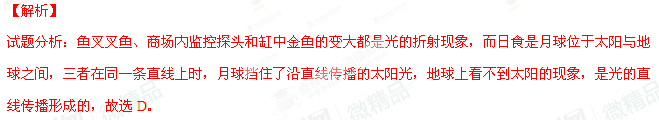 【解析】
试题分析：鱼叉叉鱼、商场内监控探头和缸中金鱼的变大都是光的折射现象，而日食是月球位于太阳与地
球之间，三者在同一条直线上时，月球挡住了沿直线传播的太阳光，地球上看不到太阳的现象，是光的直
线传播形成的，故选 D。